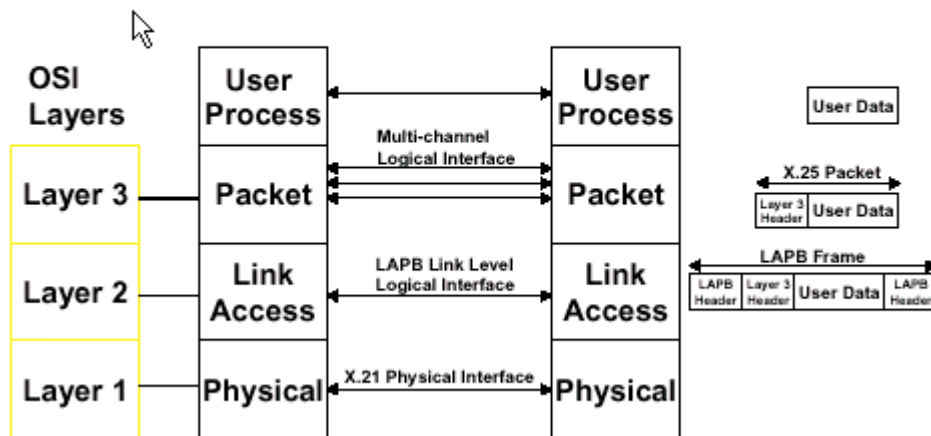 OSI
Layers
Layer 3
Layer 2
Layer 1
User
Process
Packet
Link
Access
Physical
Multi-channel
Logical Interface
LAPB Link Level
Logical Interface
X.21 Physical Interface
User
Process
Packet
Link
Access
Physical
User Data
X.25 Packet
Layer 3
Header
User Data
LAPB Frame
LAPB
Header
Layer 3
Header
User Data
LAPB
Header